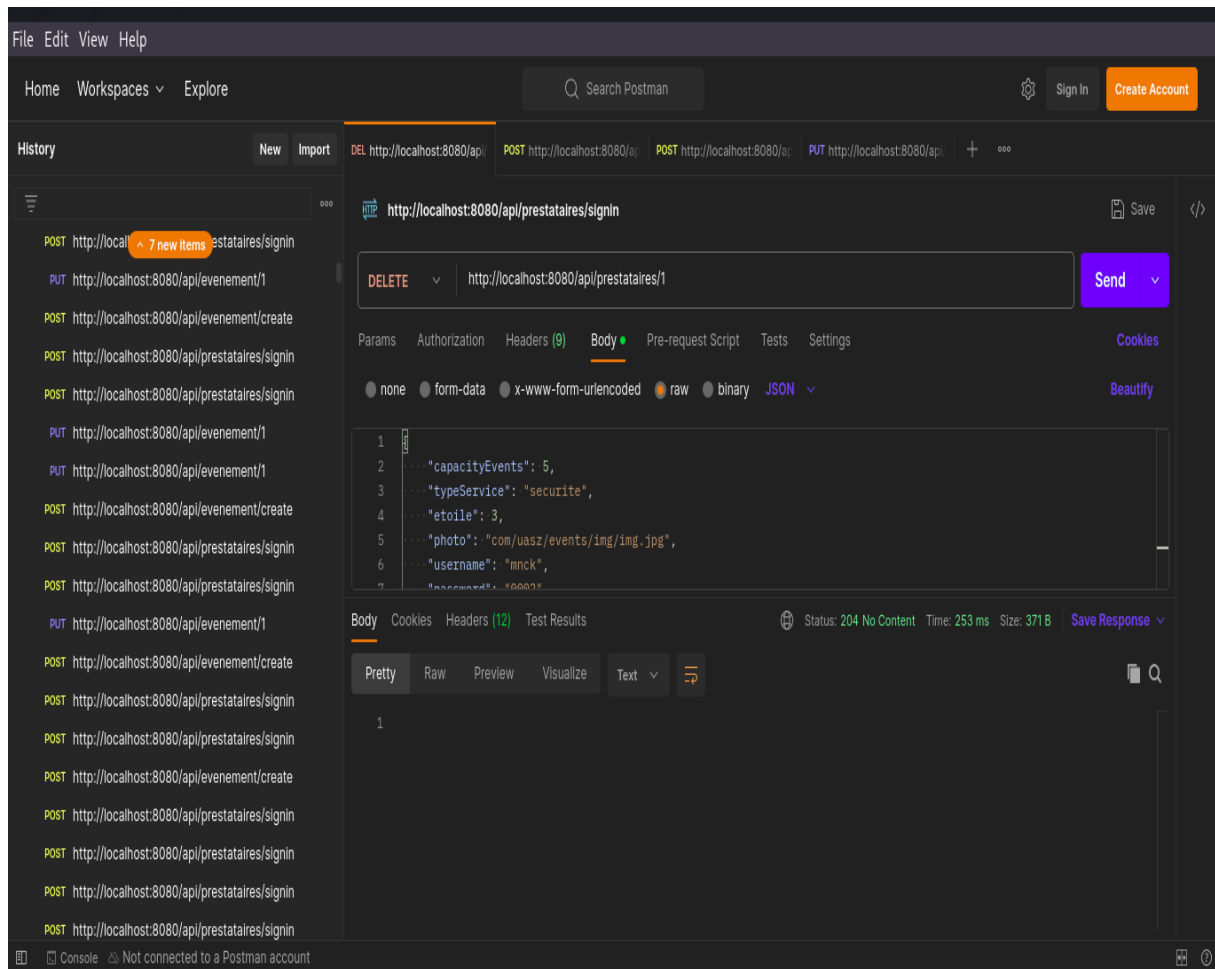 File Edit View Help
Home Workspaces Explore Search Postman Sign In Create Account
History New Import
DEL http://localhost:8080/api/ POST http://localhost:8080/ap POST http://localhost:8080/ap PUT http://localhost:8080/api/
HTTP http://localhost:8080/api/prestataires/signin Save </>
POST http://local 7 new items estataires/signin
PUT http://localhost:8080/api/evenement/1
POST http://localhost:8080/api/evenement/create
POST http://localhost:8080/api/prestataires/signin
POST http://localhost:8080/api/prestataires/signin
PUT http://localhost:8080/api/evenement/1
PUT http://localhost:8080/api/evenement/1
POST http://localhost:8080/api/evenement/create
POST http://localhost:8080/api/prestataires/signin
POST http://localhost:8080/api/prestataires/signin
PUT http://localhost:8080/api/evenement/1
POST http://localhost:8080/api/evenement/create
POST http://localhost:8080/api/prestataires/signin
POST http://localhost:8080/api/prestataires/signin
POST http://localhost:8080/api/evenement/create
POST http://localhost:8080/api/prestataires/signin
POST http://localhost:8080/api/prestataires/signin
POST http://localhost:8080/api/prestataires/signin
POST http://localhost:8080/api/prestataires/signin
DELETE http://localhost:8080/api/prestataires/1 Send
Params Authorization Headers (9) Body Pre-request Script Tests Settings Cookies
none form-data x-www-form-urlencoded raw binary JSON Beautify
1 {
2 "capacityEvents": 5,
3 "typeService": "securite",
4 "etoile": 3,
5 "photo": "com/uasz/events/img/img.jpg",
6 "username": "mnck",
7 "password": "0002"
Body Cookies Headers (12) Test Results Status: 204 No Content Time: 253 ms Size: 371 B Save Response
Pretty Raw Preview Visualize Text
1
Console Not connected to a Postman account